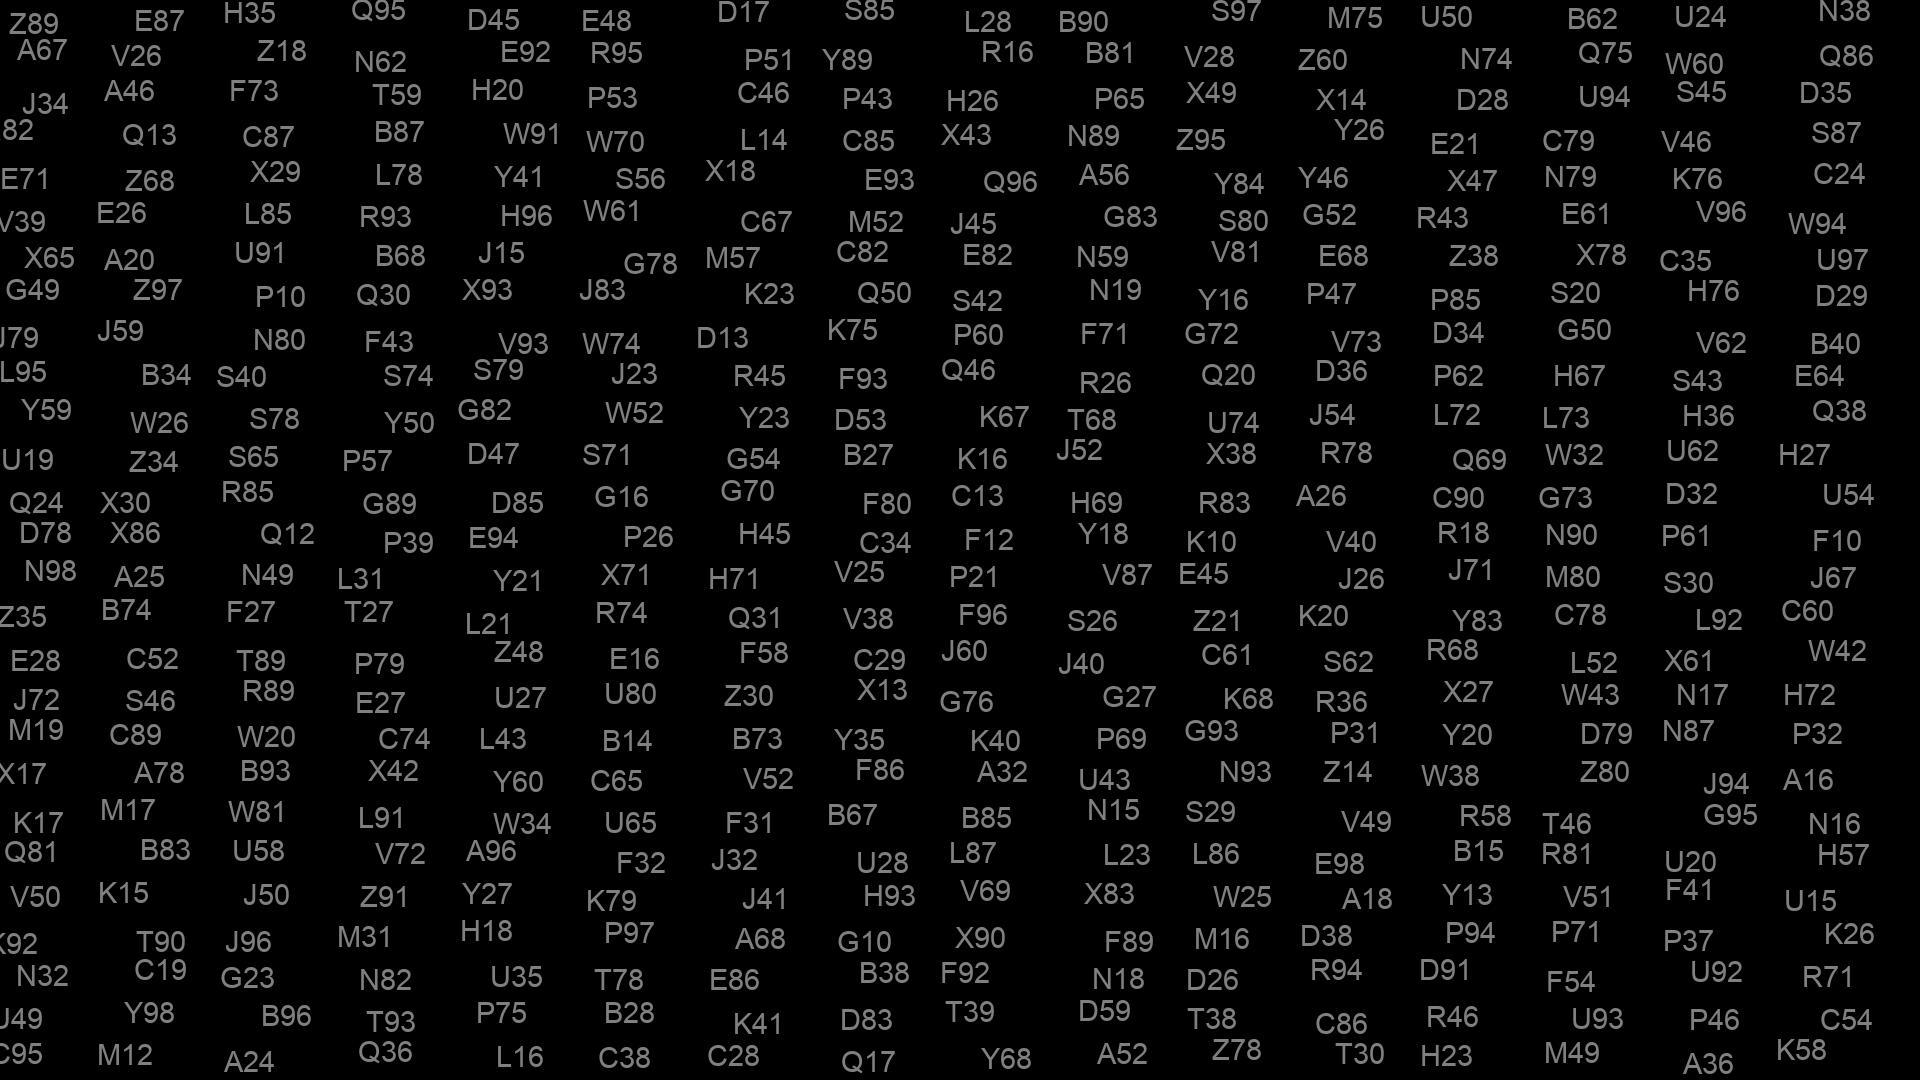 Z89 E87 H35 Q95 D45 E48 D17 S85 L28 B90 S97 M75 U50 B62 U24 N38
A67 V26 Z18 N62 E92 R95 P51 Y89 R16 B81 V28 Z60 N74 Q75 W60 Q86
J34 A46 F73 T59 H20 P53 C46 P43 H26 P65 X49 X14 D28 U94 S45 D35
82 Q13 C87 B87 W91 W70 L14 C85 X43 N89 Z95 Y26 E21 C79 V46 S87
E71 Z68 X29 L78 Y41 S56 X18 E93 Q96 A56 Y84 Y46 X47 N79 K76 C24
V39 E26 L85 R93 H96 W61 C67 M52 J45 G83 S80 G52 R43 E61 V96 W94
X65 A20 U91 B68 J15 G78 M57 C82 E82 N59 V81 E68 Z38 X78 C35 U97
G49 Z97 P10 Q30 X93 J83 K23 Q50 S42 N19 Y16 P47 P85 S20 H76 D29
J79 J59 N80 F43 V93 W74 D13 K75 P60 F71 G72 V73 D34 G50 V62 B40
L95 B34 S40 S74 S79 J23 R45 F93 Q46 R26 Q20 D36 P62 H67 S43 E64
Y59 W26 S78 Y50 G82 W52 Y23 D53 K67 T68 U74 J54 L72 L73 H36 Q38
U19 Z34 S65 P57 D47 S71 G54 B27 K16 J52 X38 R78 Q69 W32 U62 H27
Q24 X30 R85 G89 D85 G16 G70 F80 C13 H69 R83 A26 C90 G73 D32 U54
D78 X86 Q12 P39 E94 P26 H45 C34 F12 Y18 K10 V40 R18 N90 P61 F10
N98 A25 N49 L31 Y21 X71 H71 V25 P21 V87 E45 J26 J71 M80 S30 J67
Z35 B74 F27 T27 L21 R74 Q31 V38 F96 S26 Z21 K20 Y83 C78 L92 C60
E28 C52 T89 P79 Z48 E16 F58 C29 J60 J40 C61 S62 R68 L52 X61 W42
J72 S46 R89 E27 U27 U80 Z30 X13 G76 G27 K68 R36 X27 W43 N17 H72
M19 C89 W20 C74 L43 B14 B73 Y35 K40 P69 G93 P31 Y20 D79 N87 P32
X17 A78 B93 X42 Y60 C65 V52 F86 A32 U43 N93 Z14 W38 Z80 J94 A16
K17 M17 W81 L91 W34 U65 F31 B67 B85 N15 S29 V49 R58 T46 G95 N16
Q81 B83 U58 V72 A96 F32 J32 U28 L87 L23 L86 E98 B15 R81 U20 H57
V50 K15 J50 Z91 Y27 K79 J41 H93 V69 X83 W25 A18 Y13 V51 F41 U15
K92 T90 J96 M31 H18 P97 A68 G10 X90 F89 M16 D38 P94 P71 P37 K26
N32 C19 G23 N82 U35 T78 E86 B38 F92 N18 D26 R94 D91 F54 U92 R71
J49 Y98 B96 T93 P75 B28 K41 D83 T39 D59 T38 C86 R46 U93 P46 C54
C95 M12 A24 Q36 L16 C38 C28 Q17 Y68 A52 Z78 T30 H23 M49 A36 K58